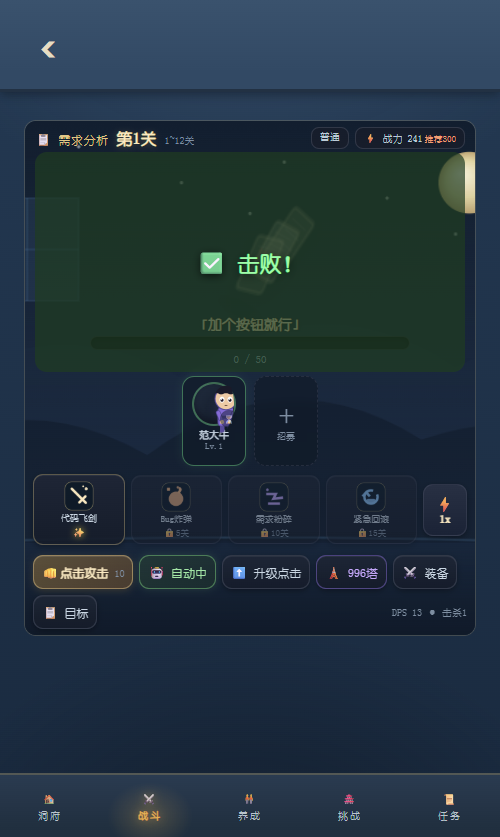 需求分析 第1关 1~12关 普通 战力 241 推荐300
击败!
「加个按钮就行」
0 / 30
范大牛
Lv.1
招募
代码飞剑
Bug炸弹
5关
需求粉碎
10关
紧急回滚
15关
1x
点击攻击 10 自动中 升级点击 996塔 装备
目标 DPS 13 ● 击杀1
洞府 战斗 养成 挑战 任务